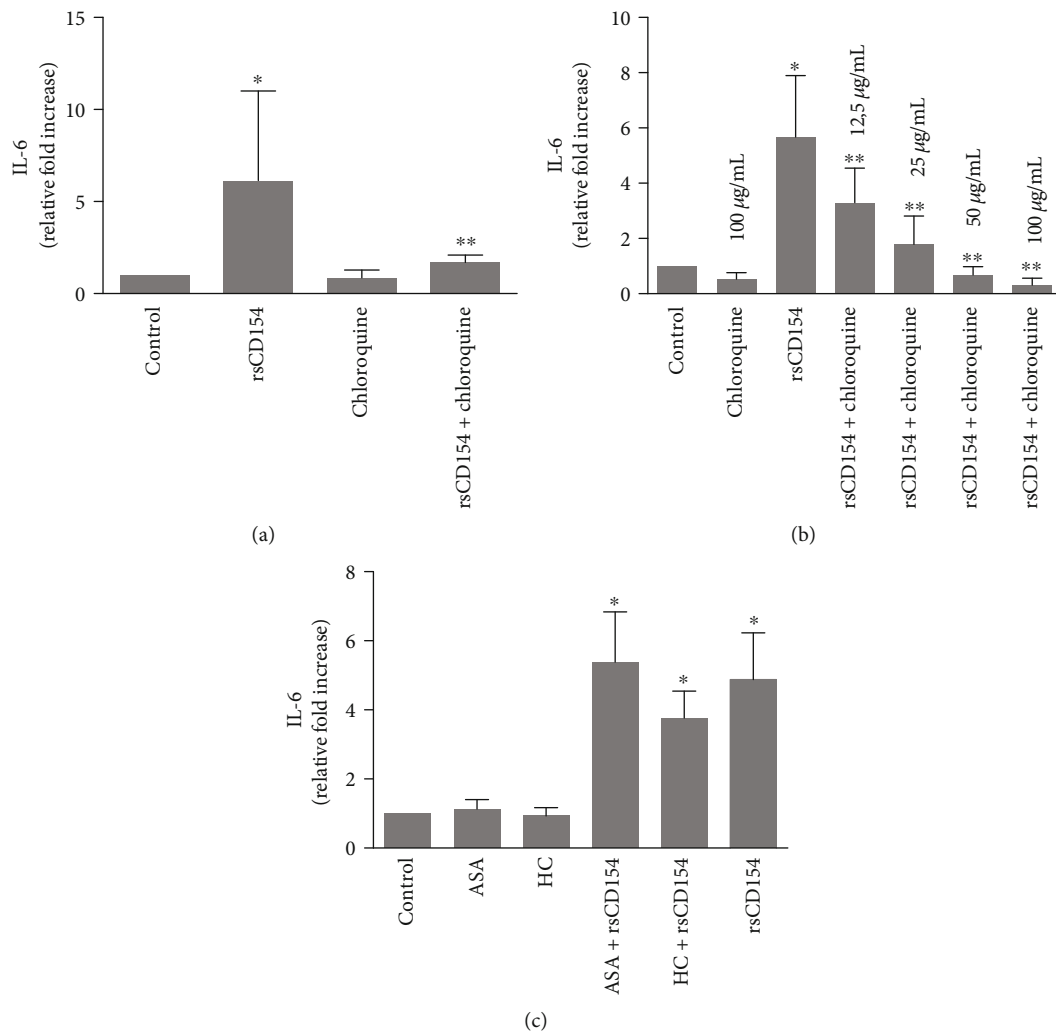 15
10
5
0
IL-6
(relative fold increase)
*
**
Control
rsCD154
Chloroquine
rsCD154 + chloroquine
(a)
10
8
6
4
2
0
IL-6
(relative fold increase)
100 μg/mL
*
12,5 μg/mL
**
25 μg/mL
**
50 μg/mL
**
100 μg/mL
**
Control
Chloroquine
rsCD154
rsCD154 + chloroquine
rsCD154 + chloroquine
rsCD154 + chloroquine
rsCD154 + chloroquine
(b)
8
6
4
2
0
IL-6
(relative fold increase)
*
*
*
Control
ASA
HC
ASA + rsCD154
HC + rsCD154
rsCD154
(c)